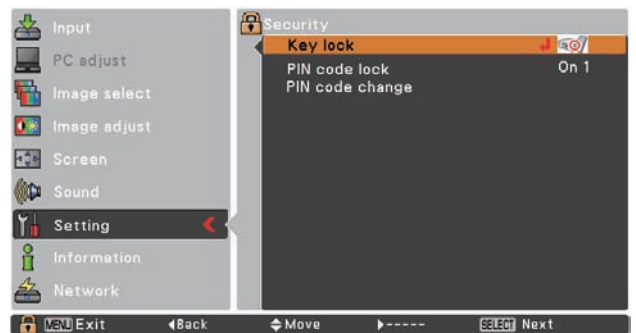 Input
PC adjust
Image select
Image adjust
Screen
Sound
Setting
Information
Network
Security
Key lock
PIN code lock On 1
PIN code change
MENU Exit Back Move ----- SELECT Next